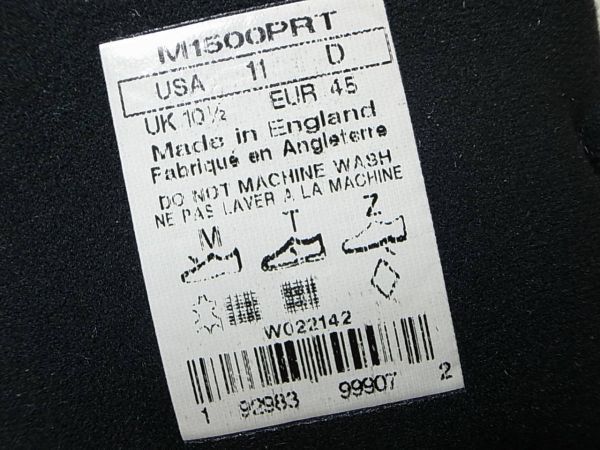 M1500PRT
USA 11 D
UK 10½ EUR 45
Made in England
Fabriqué en Angleterre
DO NOT MACHINE WASH
NE PAS LAVER A LA MACHINE
M T Z
W022142
1 92983 99907 2